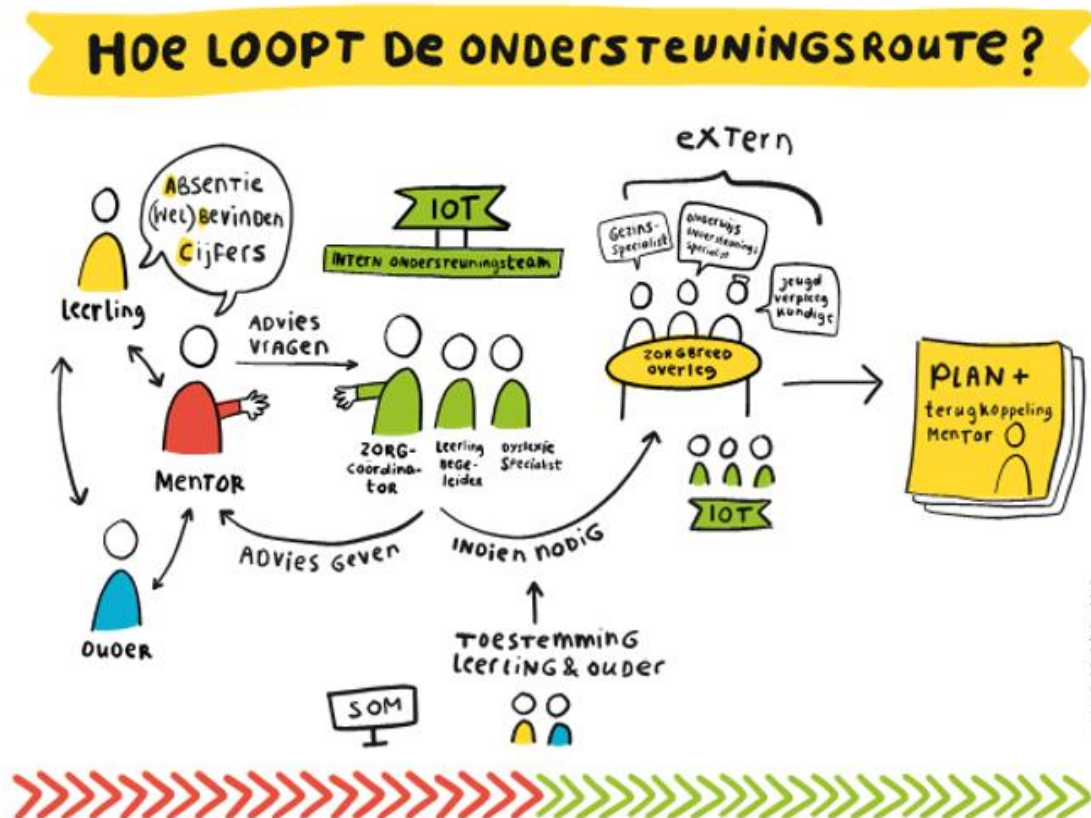 HOE LOOPT DE ONDERSTEUNINGSROUTE?
ABSENTIE
(WEL) BEVINDEN
CIJFERS
Leerling
MENTOR
OUDER
ADVIES
VRAGEN
IOT
INTERN ONDERSTEUNINGSTEAM
ZORG-
COÖRDINA-
TOR
Leerling
BEGE-
Leider
DYSLEXIE
SPECIALIST
ADVIES GEVEN
INDIEN NODIG
TOESTEMMING
LEERLING & OUDER
SOM
EXTERN
GEZINS-
SPECIALIST
ONDERWIJS
ONDERSTEUNINGS
SPECIALIST
JEUGD
VERPLEEG
KUNDIGE
ZORGBREED
OVERLEG
IOT
PLAN +
terugkoppeling
MENTOR